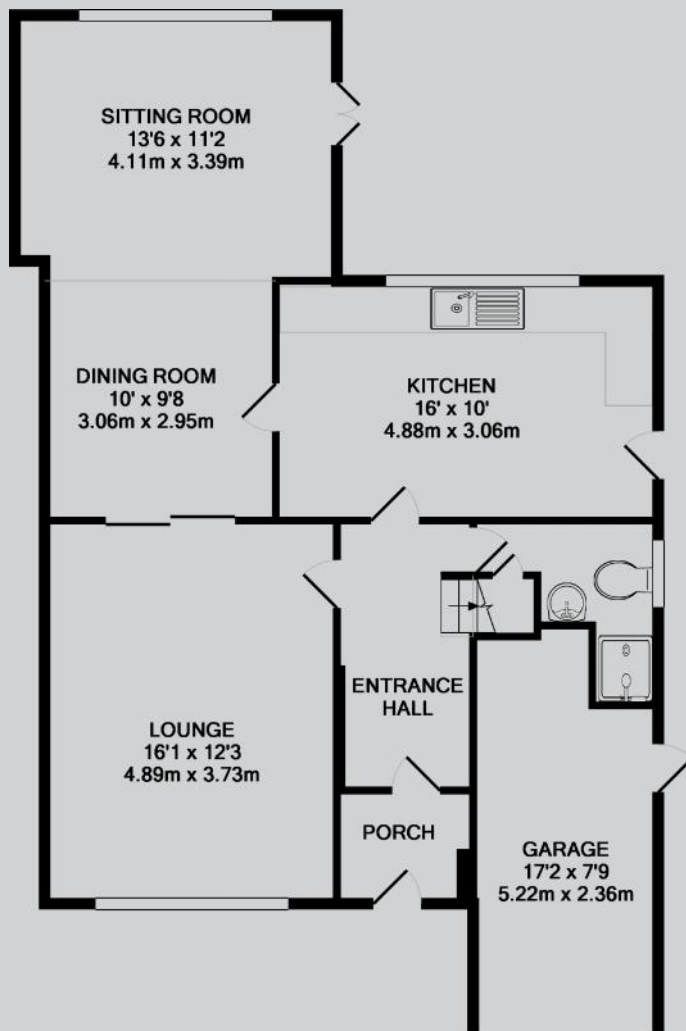 SITTING ROOM
13'6 x 11'2
4.11m x 3.39m
DINING ROOM
10' x 9'8
3.06m x 2.95m
KITCHEN
16' x 10'
4.88m x 3.06m
ENTRANCE
HALL
LOUNGE
16'1 x 12'3
4.89m x 3.73m
PORCH
GARAGE
17'2 x 7'9
5.22m x 2.36m